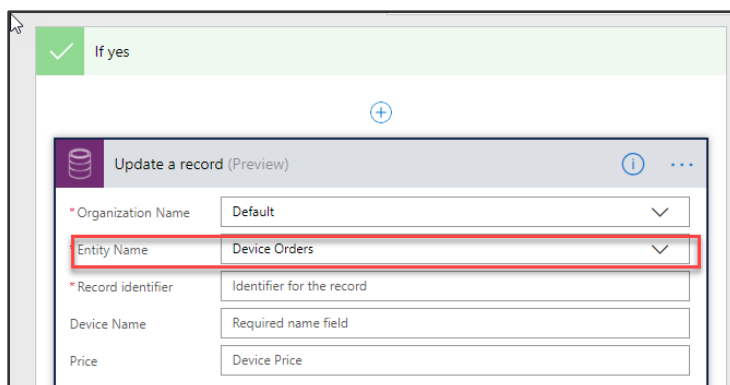 If yes
Update a record (Preview)
* Organization Name Default
* Entity Name Device Orders
* Record identifier Identifier for the record
Device Name Required name field
Price Device Price